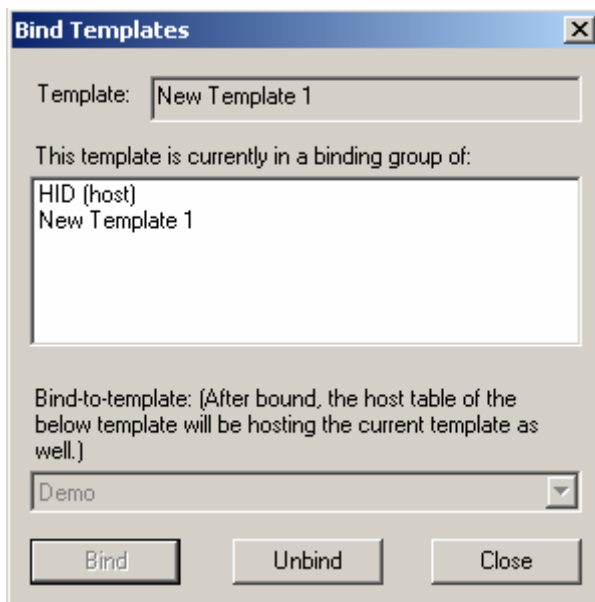 Bind Templates
Template: New Template 1
This template is currently in a binding group of:
HID (host)
New Template 1
Bind-to-template: (After bound, the host table of the
below template will be hosting the current template as
well.)
Demo
Bind Unbind Close